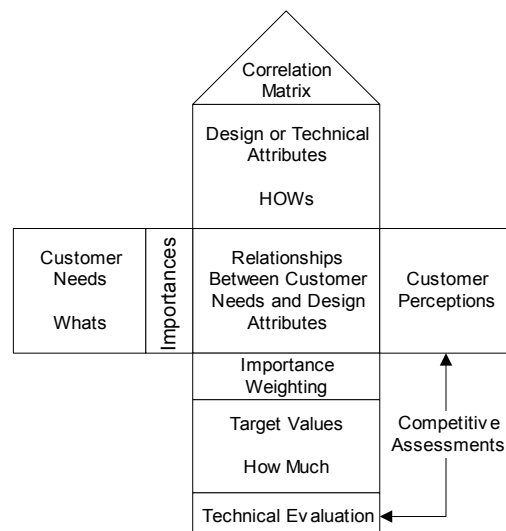 Correlation
Matrix
Design or Technical
Attributes
HOWs
Customer
Needs
Whats
Importances
Relationships
Between Customer
Needs and Design
Attributes
Customer
Perceptions
Importance
Weighting
Target Values
How Much
Competitive
Assessments
Technical Evaluation